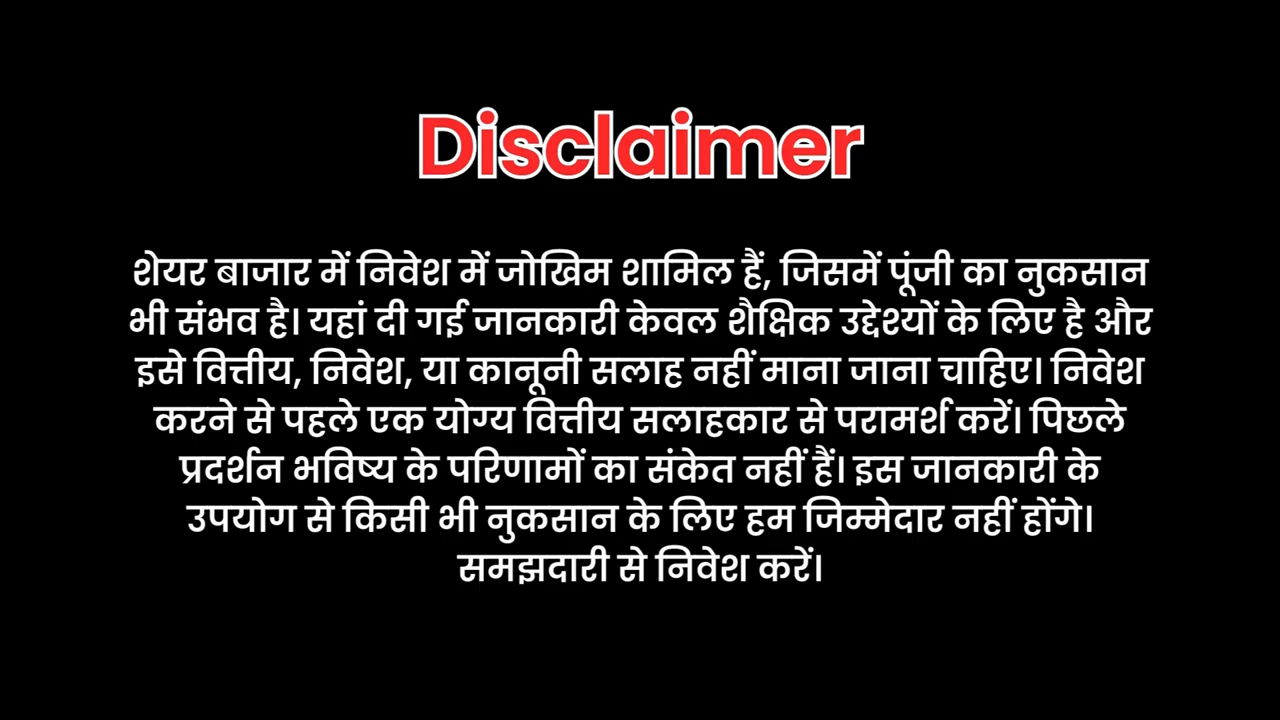 Disclaimer
शेयर बाजार में निवेश में जोखिम शामिल हैं, जिसमें पूंजी का नुकसान
भी संभव है। यहां दी गई जानकारी केवल शैक्षिक उद्देश्यों के लिए है और
इसे वित्तीय, निवेश, या कानूनी सलाह नहीं माना जाना चाहिए। निवेश
करने से पहले एक योग्य वित्तीय सलाहकार से परामर्श करें। पिछले
प्रदर्शन भविष्य के परिणामों का संकेत नहीं हैं। इस जानकारी के
उपयोग से किसी भी नुकसान के लिए हम जिम्मेदार नहीं होंगे।
समझदारी से निवेश करें।